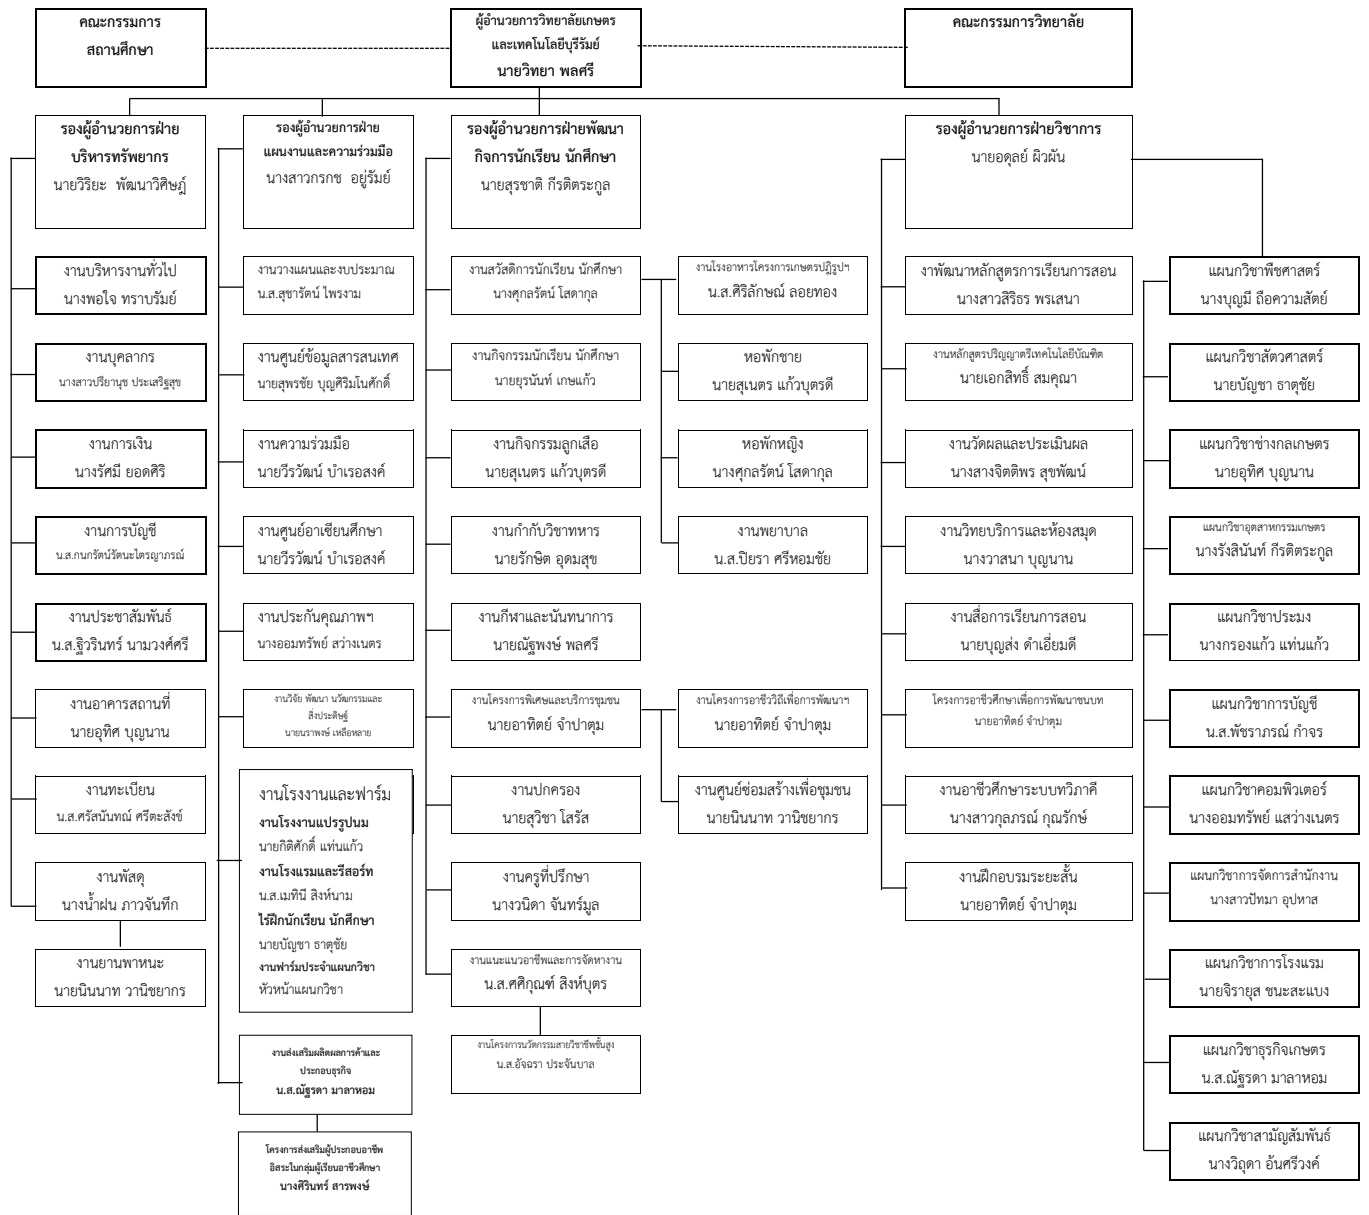 คณะกรรมการ
สถานศึกษา
ผู้อำนวยการวิทยาลัยเกษตร
และเทคโนโลยีบุรีรัมย์
นายวิทยา พลศรี
คณะกรรมการวิทยาลัย
รองผู้อำนวยการฝ่าย
บริหารทรัพยากร
นายวิริยะ พัฒนาวิศิษฎ์
รองผู้อำนวยการฝ่าย
แผนงานและความร่วมมือ
นางสาวกรกช อยู่รัมย์
รองผู้อำนวยการฝ่ายพัฒนา
กิจการนักเรียน นักศึกษา
นายสุรชาติ กีรติตระกูล
รองผู้อำนวยการฝ่ายวิชาการ
นายอดุลย์ ผิวผัน
งานบริหารงานทั่วไป
นางพอใจ ทราบรัมย์
งานบุคลากร
นางสาวปรียานุช ประเสริฐสุข
งานการเงิน
นางรัศมี ยอดศิริ
งานการบัญชี
น.ส.กนกรัตน์รัตนะไตรญาภรณ์
งานประชาสัมพันธ์
น.ส.ฐิวรินทร์ นามวงศ์ศรี
งานอาคารสถานที่
นายอุทิศ บุญนาน
งานทะเบียน
น.ส.ศรัสนันทณ์ ศรีตะสังข์
งานพัสดุ
นางน้ำฝน ภาวจันทึก
งานยานพาหนะ
นายนินนาท วานิชยากร
งานวางแผนและงบประมาณ
น.ส.สุชารัตน์ ไพรงาม
งานศูนย์ข้อมูลสารสนเทศ
นายสุพรชัย บุญศิริมโนศักดิ์
งานความร่วมมือ
นายวีรวัฒน์ บำเรอสงค์
งานศูนย์อาเซียนศึกษา
นายวีรวัฒน์ บำเรอสงค์
งานประกันคุณภาพฯ
นางออมทรัพย์ สว่างเนตร
งานวิจัย พัฒนา นวัฒกรรมและ
สิ่งประดิษฐ์
นายนราพงษ์ เหลือหลาย
งานโรงงานและฟาร์ม
งานโรงงานแปรรูปนม
นายกิติศักดิ์ แท่นแก้ว
งานโรงแรมและรีสอร์ท
น.ส.เมทินี สิงห์นาม
ไร่ฝึกนักเรียน นักศึกษา
นายบัญชา ธาตุชัย
งานฟาร์มประจำแผนกวิชา
หัวหน้าแผนกวิชา
งานส่งเสริมผลิตผลการค้าและ
ประกอบธุรกิจ
น.ส.ณัฐรดา มาลาหอม
โครงการส่งเสริมผู้ประกอบอาชีพ
อิสระในกลุ่มผู้เรียนอาชีวศึกษา
นางศิรินทร์ สารพงษ์
งานสวัสดิการนักเรียน นักศึกษา
นางศุกลรัตน์ โสดากุล
งานกิจกรรมนักเรียน นักศึกษา
นายยุรนันท์ เกษแก้ว
งานกิจกรรมลูกเสือ
นายสุเนตร แก้วบุตรดี
งานกำกับวิชาทหาร
นายรักษิต อุดมสุข
งานกีฬาและนันทนาการ
นายณัฐพงษ์ พลศรี
งานโครงการพิเศษและบริการชุมชน
นายอาทิตย์ จำปาตุม
งานปกครอง
นายสุวิชา โสรัส
งานครูที่ปรึกษา
นางวนิดา จันทร์มูล
งานแนะแนวอาชีพและการจัดหางาน
น.ส.ศศิกุณฑ์ สิงห์บุตร
งานโครงการนวัตกรรมสายวิชาชีพชั้นสูง
น.ส.อัจฉรา ประจันบาล
งานโรงอาหารโครงการเกษตรปฏิรูปฯ
น.ส.ศิริลักษณ์ ลอยทอง
หอพักชาย
นายสุเนตร แก้วบุตรดี
หอพักหญิง
นางศุกลรัตน์ โสดากุล
งานพยาบาล
น.ส.ปิยรา ศรีหอมชัย
งานโครงการอาชีววิถีเพื่อการพัฒนาฯ
นายอาทิตย์ จำปาตุม
งานศูนย์ซ่อมสร้างเพื่อชุมชน
นายนินนาท วานิชยากร
งาพัฒนาหลักสูตรการเรียนการสอน
นางสาวสิริธร พรเสนา
งานหลักสูตรปริญญาตรีเทคโนโลยีบัณฑิต
นายเอกสิทธิ์ สมคุณา
งานวัดผลและประเมินผล
นางสางจิตติพร สุขพัฒน์
งานวิทยบริการและห้องสมุด
นางวาสนา บุญนาน
งานสื่อการเรียนการสอน
นายบุญส่ง ดำเอี่ยมดี
โครงการอาชีวศึกษาเพื่อการพัฒนาชนบท
นายอาทิตย์ จำปาตุม
งานอาชีวศึกษาระบบทวิภาคี
นางสาวกุลภรณ์ กุณรักษ์
งานฝึกอบรมระยะสั้น
นายอาทิตย์ จำปาตุม
แผนกวิชาพืชศาสตร์
นางบุญมี ถือความสัตย์
แผนกวิชาสัตวศาสตร์
นายบัญชา ธาตุชัย
แผนกวิชาช่างกลเกษตร
นายอุทิศ บุญนาน
แผนกวิชาอุตสาหกรรมเกษตร
นางรังสินันท์ กีรติตระกูล
แผนกวิชาประมง
นางกรองแก้ว แท่นแก้ว
แผนกวิชาการบัญชี
น.ส.พัชราภรณ์ กำจร
แผนกวิชาคอมพิวเตอร์
นางออมทรัพย์ แสว่างเนตร
แผนกวิชาการจัดการสำนักงาน
นางสาวปัทมา อุปหาส
แผนกวิชาการโรงแรม
นายจิรายุส ชนะสะแบง
แผนกวิชาธุรกิจเกษตร
น.ส.ณัฐรดา มาลาหอม
แผนกวิชาสามัญสัมพันธ์
นางวิฤดา อ้นศรีวงค์